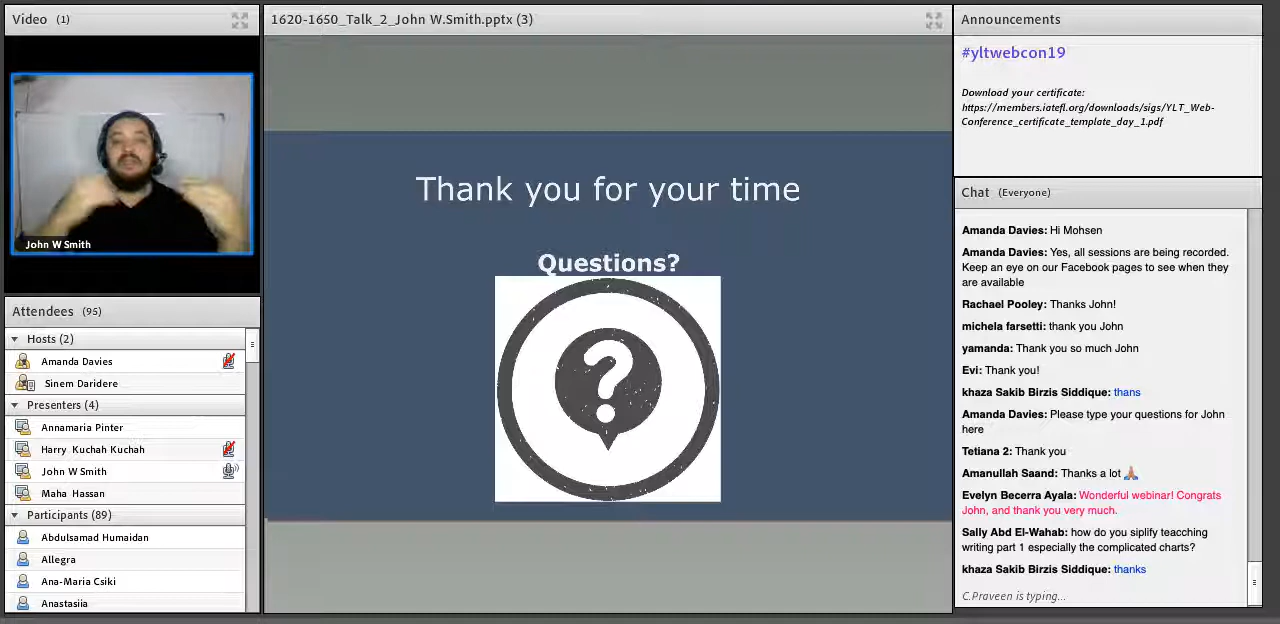 Video (1)
John W Smith
Attendees (95)
Hosts (2)
Amanda Davies
Sinem Daridere
Presenters (4)
Annamaria Pinter
Harry Kuchah Kuchah
John W Smith
Maha Hassan
Participants (89)
Abdulsamad Humaidan
Allegra
Ana-Maria Csiki
Anastasiia
1620-1650_Talk_2_John W.Smith.pptx (3)
Thank you for your time
Questions?
?
Announcements
#yltwebcon19
Download your certificate:
https://members.iatefl.org/downloads/sigs/YLT_Web-
Conference_certificate_template_day_1.pdf
Chat (Everyone)
Amanda Davies: Hi Mohsen
Amanda Davies: Yes, all sessions are being recorded.
Keep an eye on our Facebook pages to see when they
are available
Rachael Pooley: Thanks John!
michela farsetti: thank you John
yamanda: Thank you so much John
Evi: Thank you!
khaza Sakib Birzis Siddique: thans
Amanda Davies: Please type your questions for John
here
Tetiana 2: Thank you
Amanullah Saand: Thanks a lot 🙏
Evelyn Becerra Ayala: Wonderful webinar! Congrats
John, and thank you very much.
Sally Abd El-Wahab: how do you siplify teacching
writing part 1 especially the complicated charts?
khaza Sakib Birzis Siddique: thanks
C.Praveen is typing...